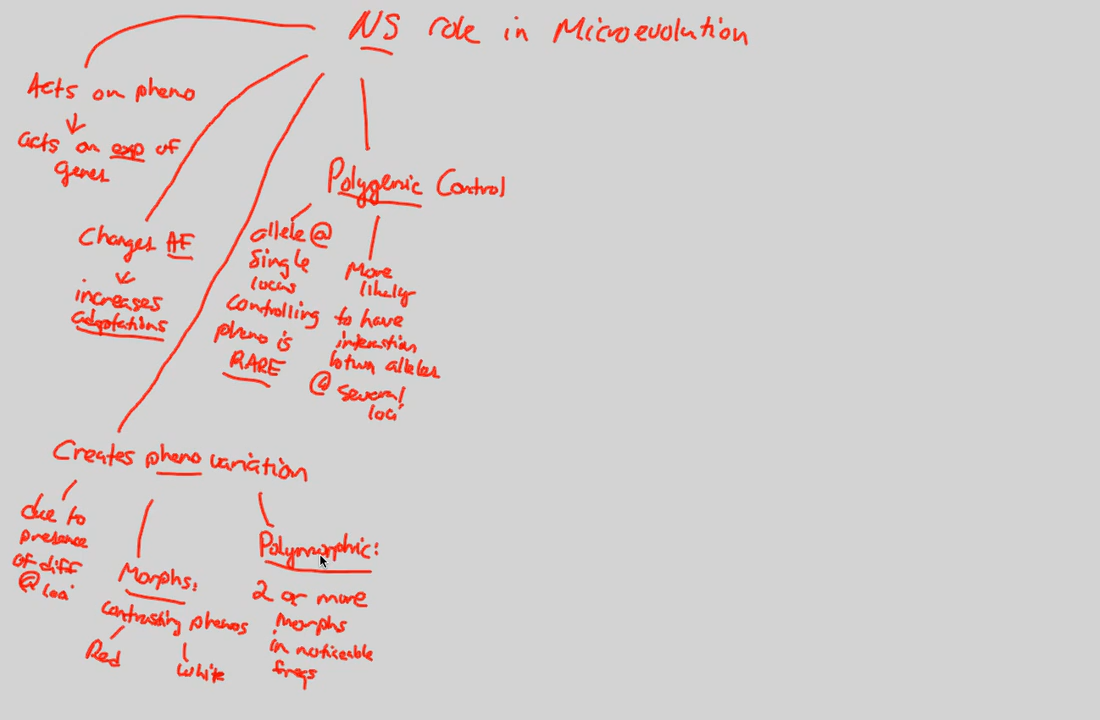 NS role in Microevolution
Acts on pheno
acts on exp of
genes
Changes AF
increases
adaptations
Polygenic Control
allele @
single
locus
controlling
pheno is
RARE
More
likely
to have
interaction
btwn alleles
@ several
loci
Creates pheno variation
due to
presence
of diff
@ loci
Morphs:
contrasting phenos
Red
White
Polymorphic:
2 or more
morphs
in noticeable
freqs